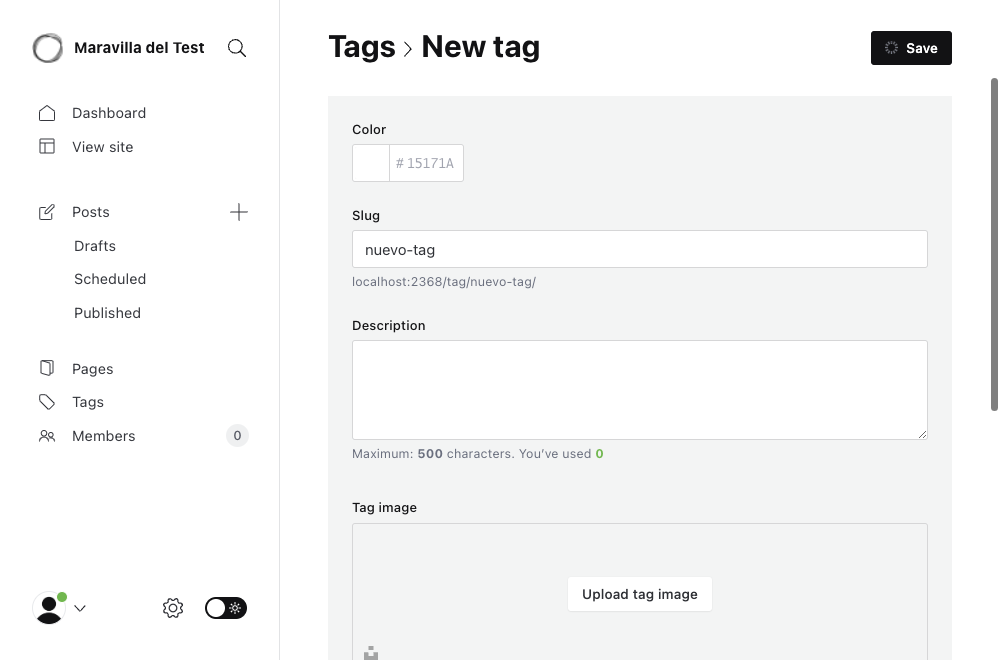 Maravilla del Test
Dashboard
View site
Posts
Drafts
Scheduled
Published
Pages
Tags
Members
0
Tags > New tag
Save
Color
# 15171A
Slug
nuevo-tag
localhost:2368/tag/nuevo-tag/
Description
Maximum: 500 characters. You’ve used 0
Tag image
Upload tag image